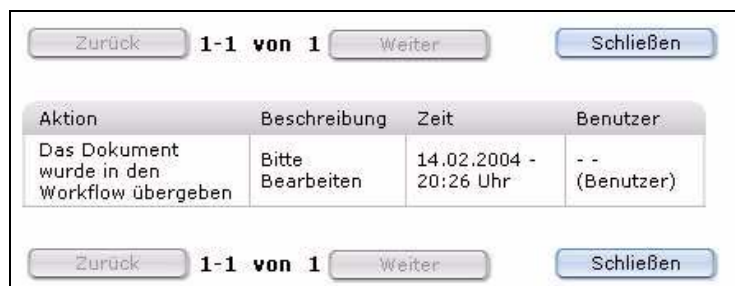 Zurück 1-1 von 1 Weiter Schließen
Aktion Beschreibung Zeit Benutzer
Das Dokument
wurde in den
Workflow übergeben
Bitte
Bearbeiten
14.02.2004 -
20:26 Uhr
- -
(Benutzer)
Zurück 1-1 von 1 Weiter Schließen